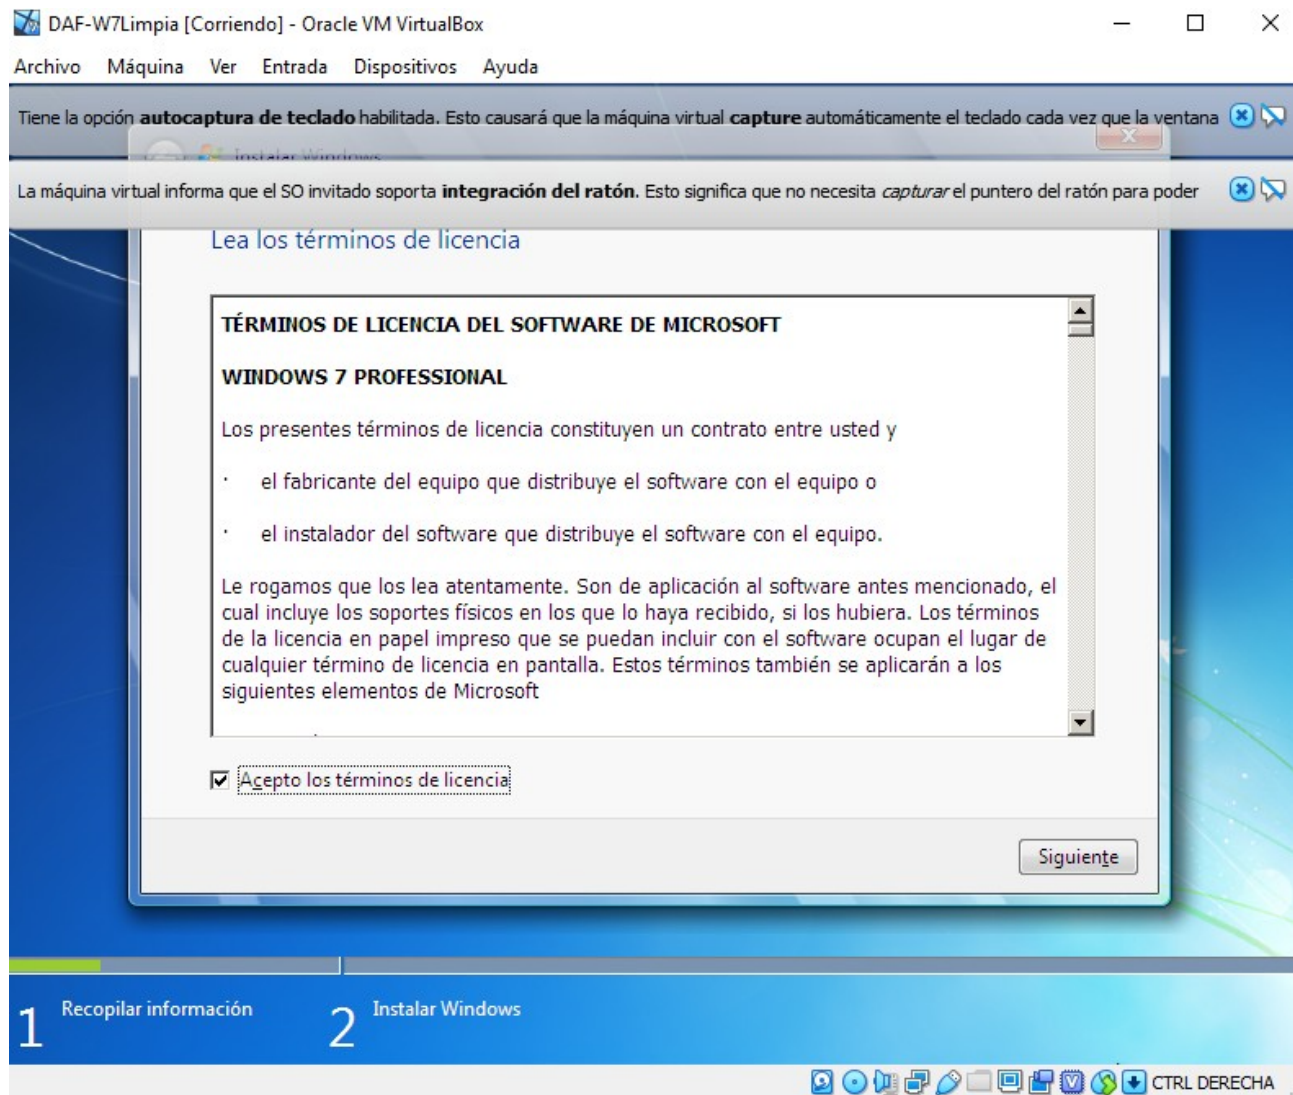 DAF-W7Limpia [Corriendo] - Oracle VM VirtualBox
Archivo Máquina Ver Entrada Dispositivos Ayuda
Tiene la opción autocaptura de teclado habilitada. Esto causará que la máquina virtual capture automáticamente el teclado cada vez que la ventana
Instalar Windows
La máquina virtual informa que el SO invitado soporta integración del ratón. Esto significa que no necesita capturar el puntero del ratón para poder
Lea los términos de licencia
TÉRMINOS DE LICENCIA DEL SOFTWARE DE MICROSOFT
WINDOWS 7 PROFESSIONAL
Los presentes términos de licencia constituyen un contrato entre usted y
· el fabricante del equipo que distribuye el software con el equipo o
· el instalador del software que distribuye el software con el equipo.
Le rogamos que los lea atentamente. Son de aplicación al software antes mencionado, el
cual incluye los soportes físicos en los que lo haya recibido, si los hubiera. Los términos
de la licencia en papel impreso que se puedan incluir con el software ocupan el lugar de
cualquier término de licencia en pantalla. Estos términos también se aplicarán a los
siguientes elementos de Microsoft
Acepto los términos de licencia
Siguiente
1 Recopilar información 2 Instalar Windows
CTRL DERECHA